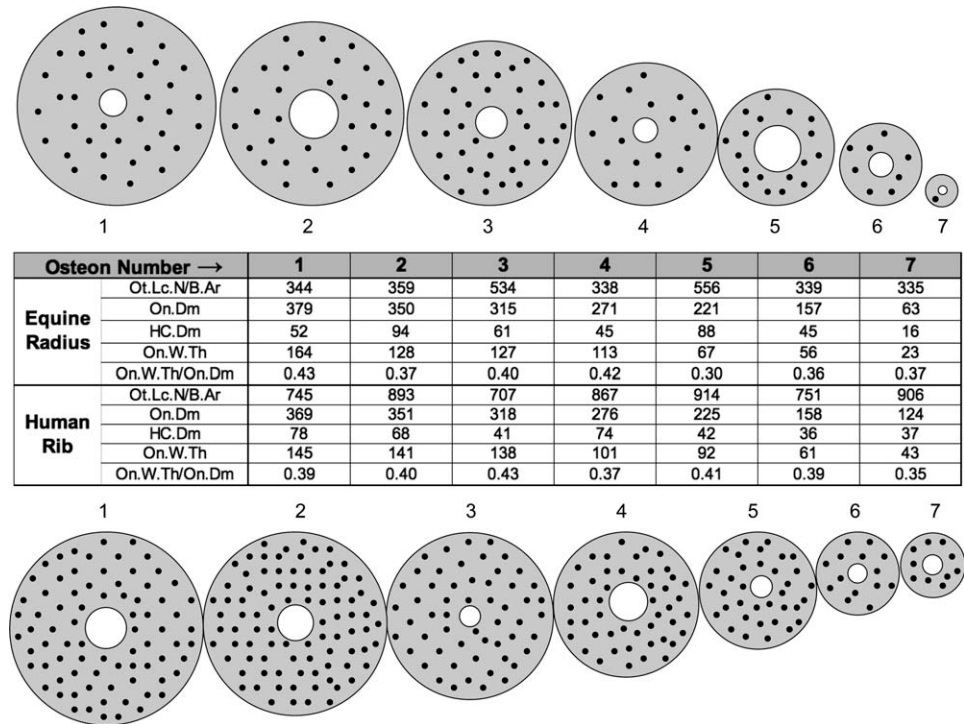 1 2 3 4 5 6 7
Osteon Number → 1 2 3 4 5 6 7
Equine Radius
Ot.Lc.N/B.Ar 344 359 534 338 556 339 335
On.Dm 379 350 315 271 221 157 63
HC.Dm 52 94 61 45 88 45 16
On.W.Th 164 128 127 113 67 56 23
On.W.Th/On.Dm 0.43 0.37 0.40 0.42 0.30 0.36 0.37
Human Rib
Ot.Lc.N/B.Ar 745 893 707 867 914 751 906
On.Dm 369 351 318 276 225 158 124
HC.Dm 78 68 41 74 42 36 37
On.W.Th 145 141 138 101 92 61 43
On.W.Th/On.Dm 0.39 0.40 0.43 0.37 0.41 0.39 0.35
1 2 3 4 5 6 7